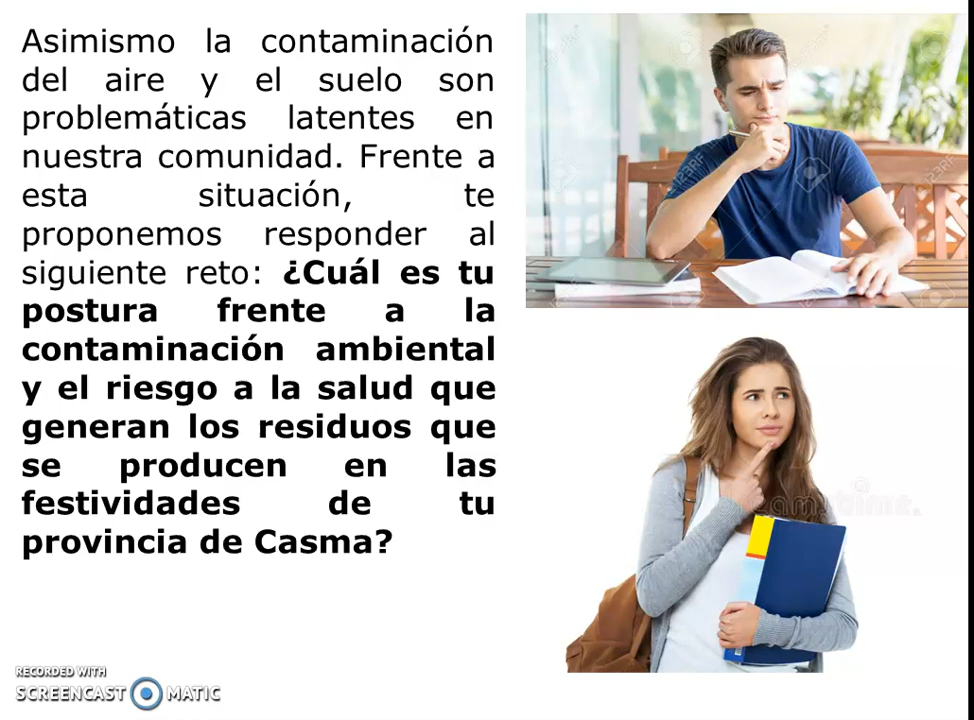 Asimismo la contaminación
del aire y el suelo son
problemáticas latentes en
nuestra comunidad. Frente a
esta situación, te
proponemos responder al
siguiente reto: ¿Cuál es tu
postura frente a la
contaminación ambiental
y el riesgo a la salud que
generan los residuos que
se producen en las
festividades de tu
provincia de Casma?
RECORDED WITH
SCREENCAST MATIC